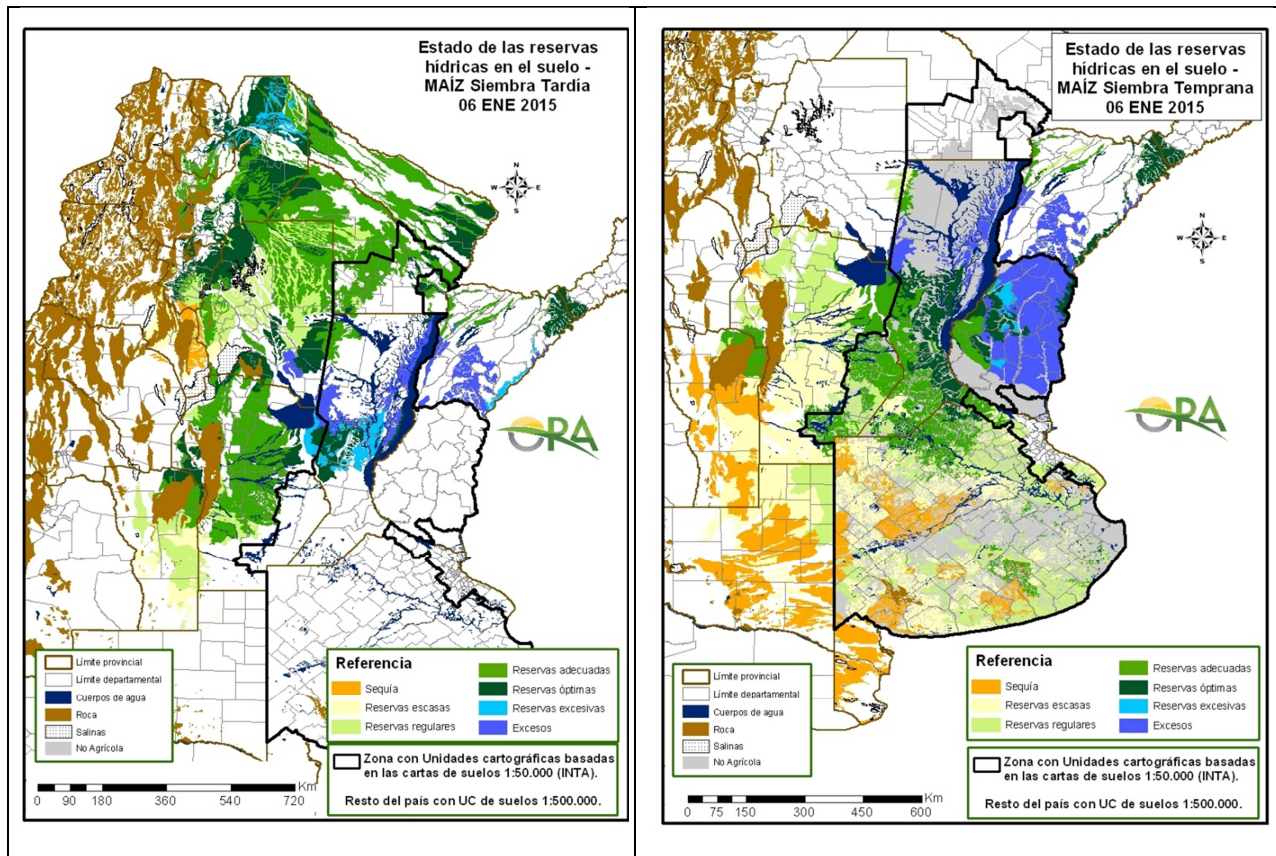 Estado de las reservas
hídricas en el suelo -
MAÍZ Siembra Tardía
06 ENE 2015
N
W E
S
ORA
Límite provincial
Límite departamental
Cuerpos de agua
Roca
Salinas
No Agrícola
Referencia
Sequía
Reservas escasas
Reservas regulares
Reservas adecuadas
Reservas óptimas
Reservas excesivas
Excesos
Zona con Unidades cartográficas basadas
en las cartas de suelos 1:50.000 (INTA).
Resto del país con UC de suelos 1:500.000.
Km
0 90 180 360 540 720
Estado de las reservas
hídricas en el suelo -
MAÍZ Siembra Temprana
06 ENE 2015
N
W E
S
ORA
Límite provincial
Límite departamental
Cuerpos de agua
Roca
Salinas
No Agrícola
Referencia
Sequía
Reservas escasas
Reservas regulares
Reservas adecuadas
Reservas óptimas
Reservas excesivas
Excesos
Zona con Unidades cartográficas basadas
en las cartas de suelos 1:50.000 (INTA).
Resto del país con UC de suelos 1:500.000.
Km
0 75 150 300 450 600